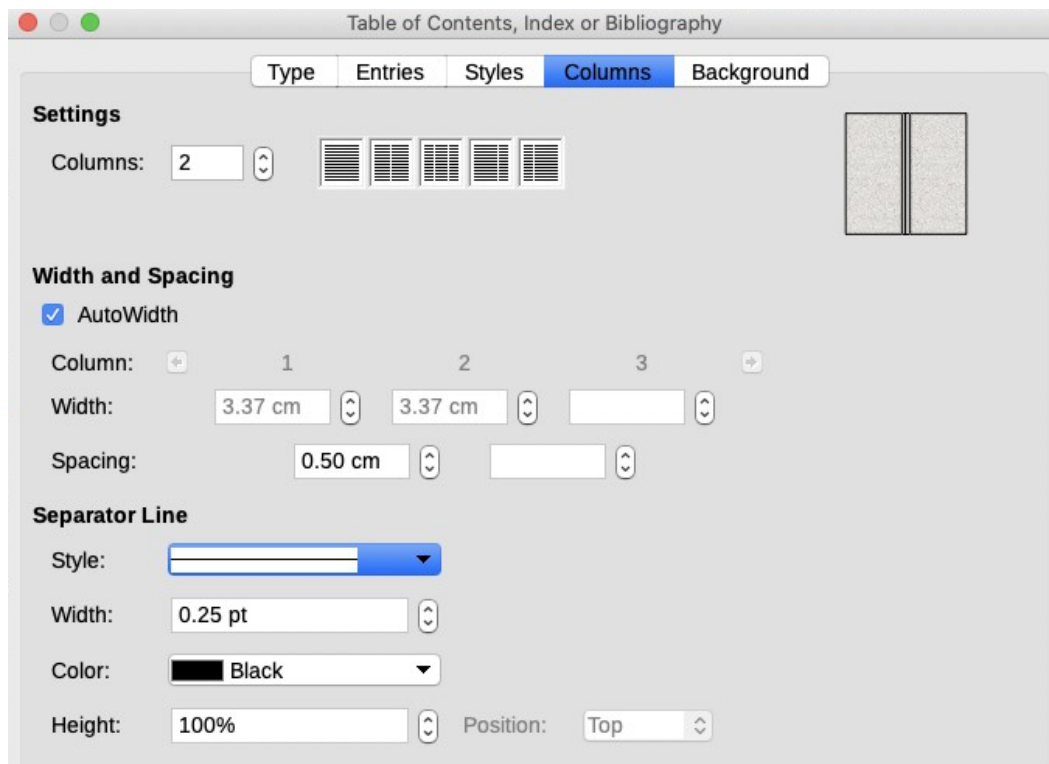 Table of Contents, Index or Bibliography
Type Entries Styles Columns Background
Settings
Columns: 2
Width and Spacing
AutoWidth
Column: 1 2 3
Width: 3.37 cm 3.37 cm
Spacing: 0.50 cm
Separator Line
Style:
Width: 0.25 pt
Color: Black
Height: 100% Position: Top